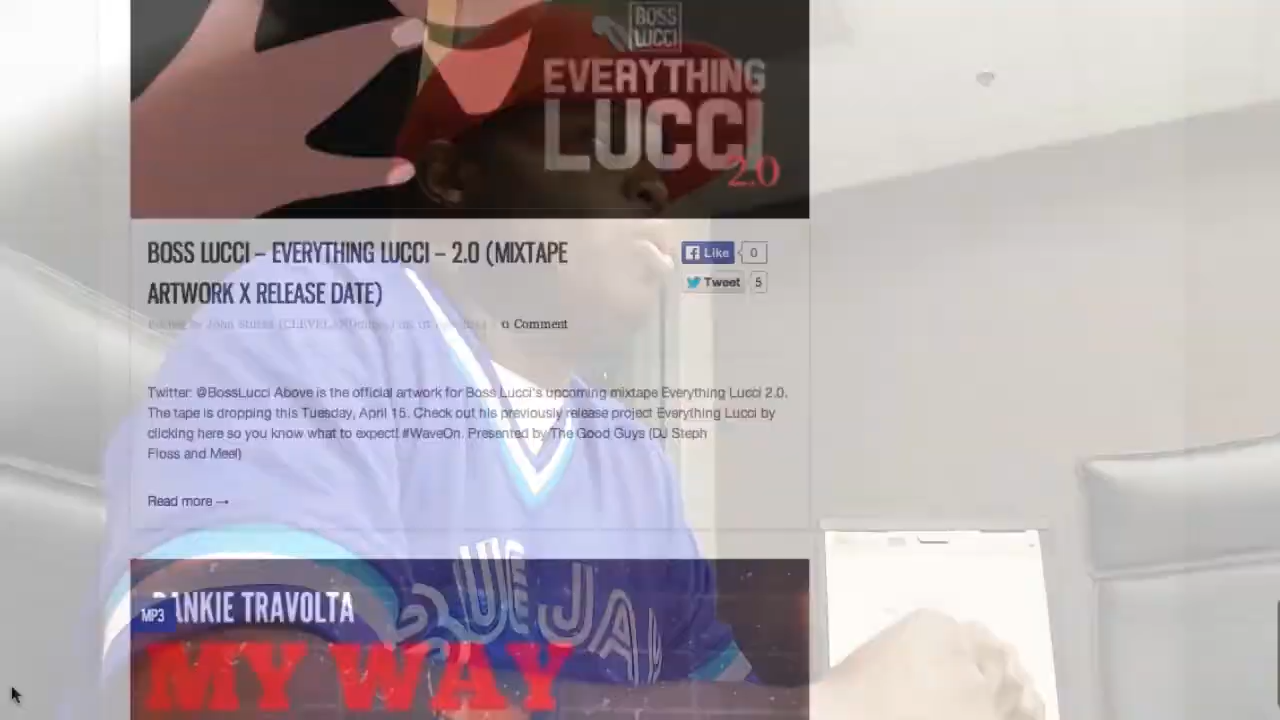 BOSS
LUCCI
EVERYTHING
LUCCI
2.0
BOSS LUCCI – EVERYTHING LUCCI – 2.0 (MIXTAPE
ARTWORK X RELEASE DATE)
Like 0
Tweet 5
Comment
Twitter: @BossLucci Above is the official artwork for Boss Lucci's upcoming mixtape Everything Lucci 2.0.
The tape is dropping this Tuesday, April 15. Check out his previously release project Everything Lucci by
clicking here so you know what to expect! #WaveOn. Presented by The Good Guys (DJ Steph
Floss and Meel)
Read more →
MP3
TRAVOLTA
MY WAY